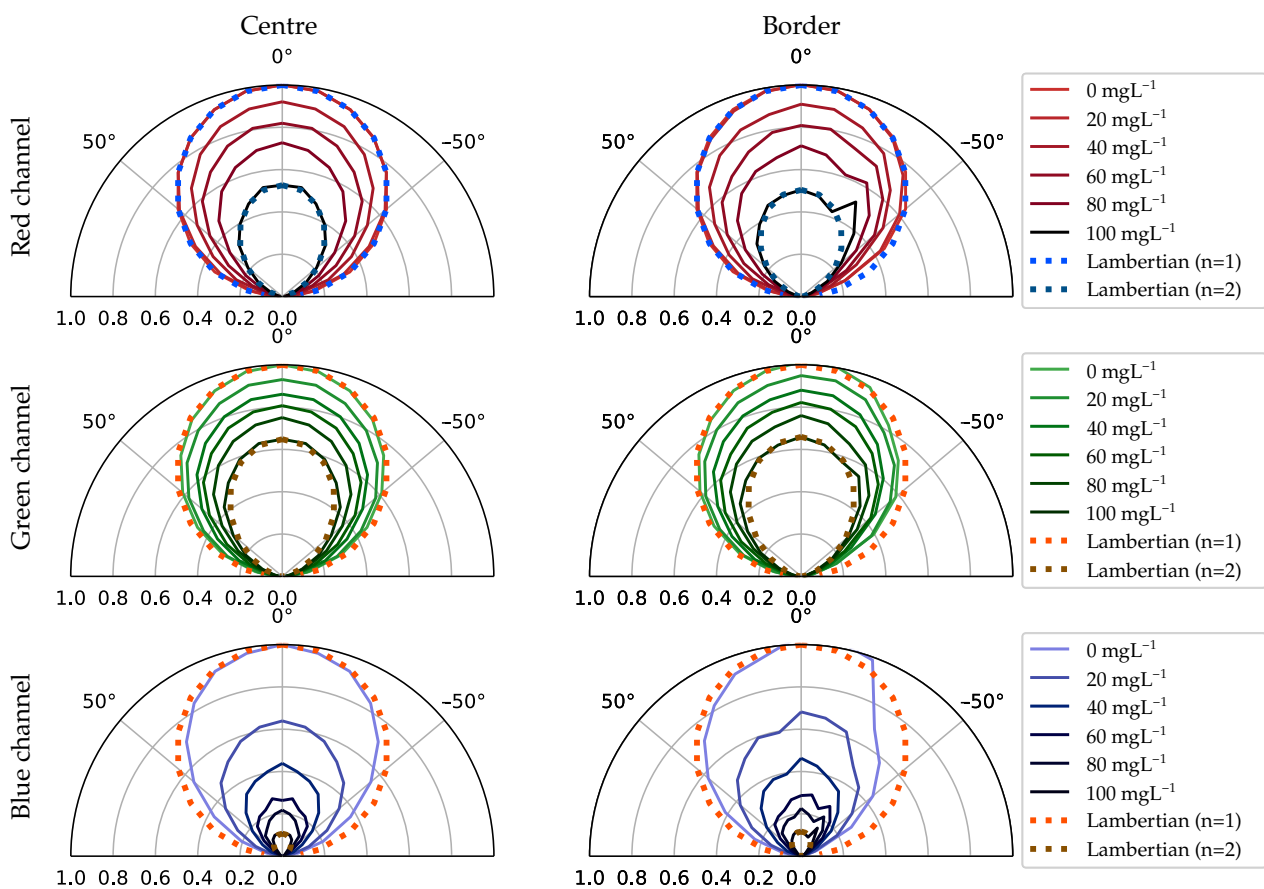 Centre
Border
0°
0°
50°
–50°
50°
–50°
Red channel
1.0 0.8 0.6 0.4 0.2 0.0
1.0 0.8 0.6 0.4 0.2 0.0
0 mgL⁻¹
20 mgL⁻¹
40 mgL⁻¹
60 mgL⁻¹
80 mgL⁻¹
100 mgL⁻¹
Lambertian (n=1)
Lambertian (n=2)
0°
0°
50°
–50°
50°
–50°
Green channel
1.0 0.8 0.6 0.4 0.2 0.0
1.0 0.8 0.6 0.4 0.2 0.0
0 mgL⁻¹
20 mgL⁻¹
40 mgL⁻¹
60 mgL⁻¹
80 mgL⁻¹
100 mgL⁻¹
Lambertian (n=1)
Lambertian (n=2)
0°
0°
50°
–50°
50°
–50°
Blue channel
1.0 0.8 0.6 0.4 0.2 0.0
1.0 0.8 0.6 0.4 0.2 0.0
0 mgL⁻¹
20 mgL⁻¹
40 mgL⁻¹
60 mgL⁻¹
80 mgL⁻¹
100 mgL⁻¹
Lambertian (n=1)
Lambertian (n=2)